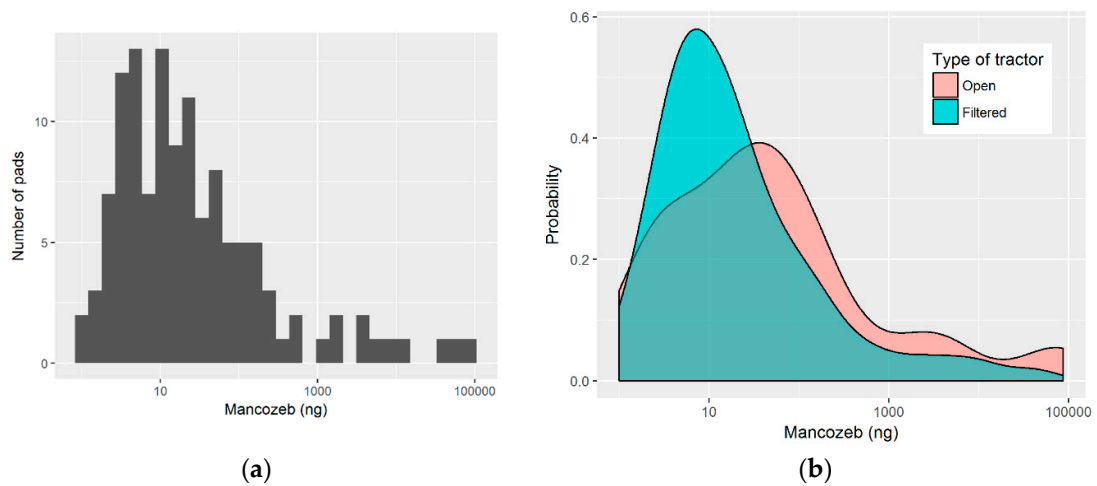 10
5
0
Number of pads
10
1000
100000
Mancozeb (ng)
(a)
0.6
0.4
0.2
0.0
Probability
Type of tractor
Open
Filtered
10
1000
100000
Mancozeb (ng)
(b)